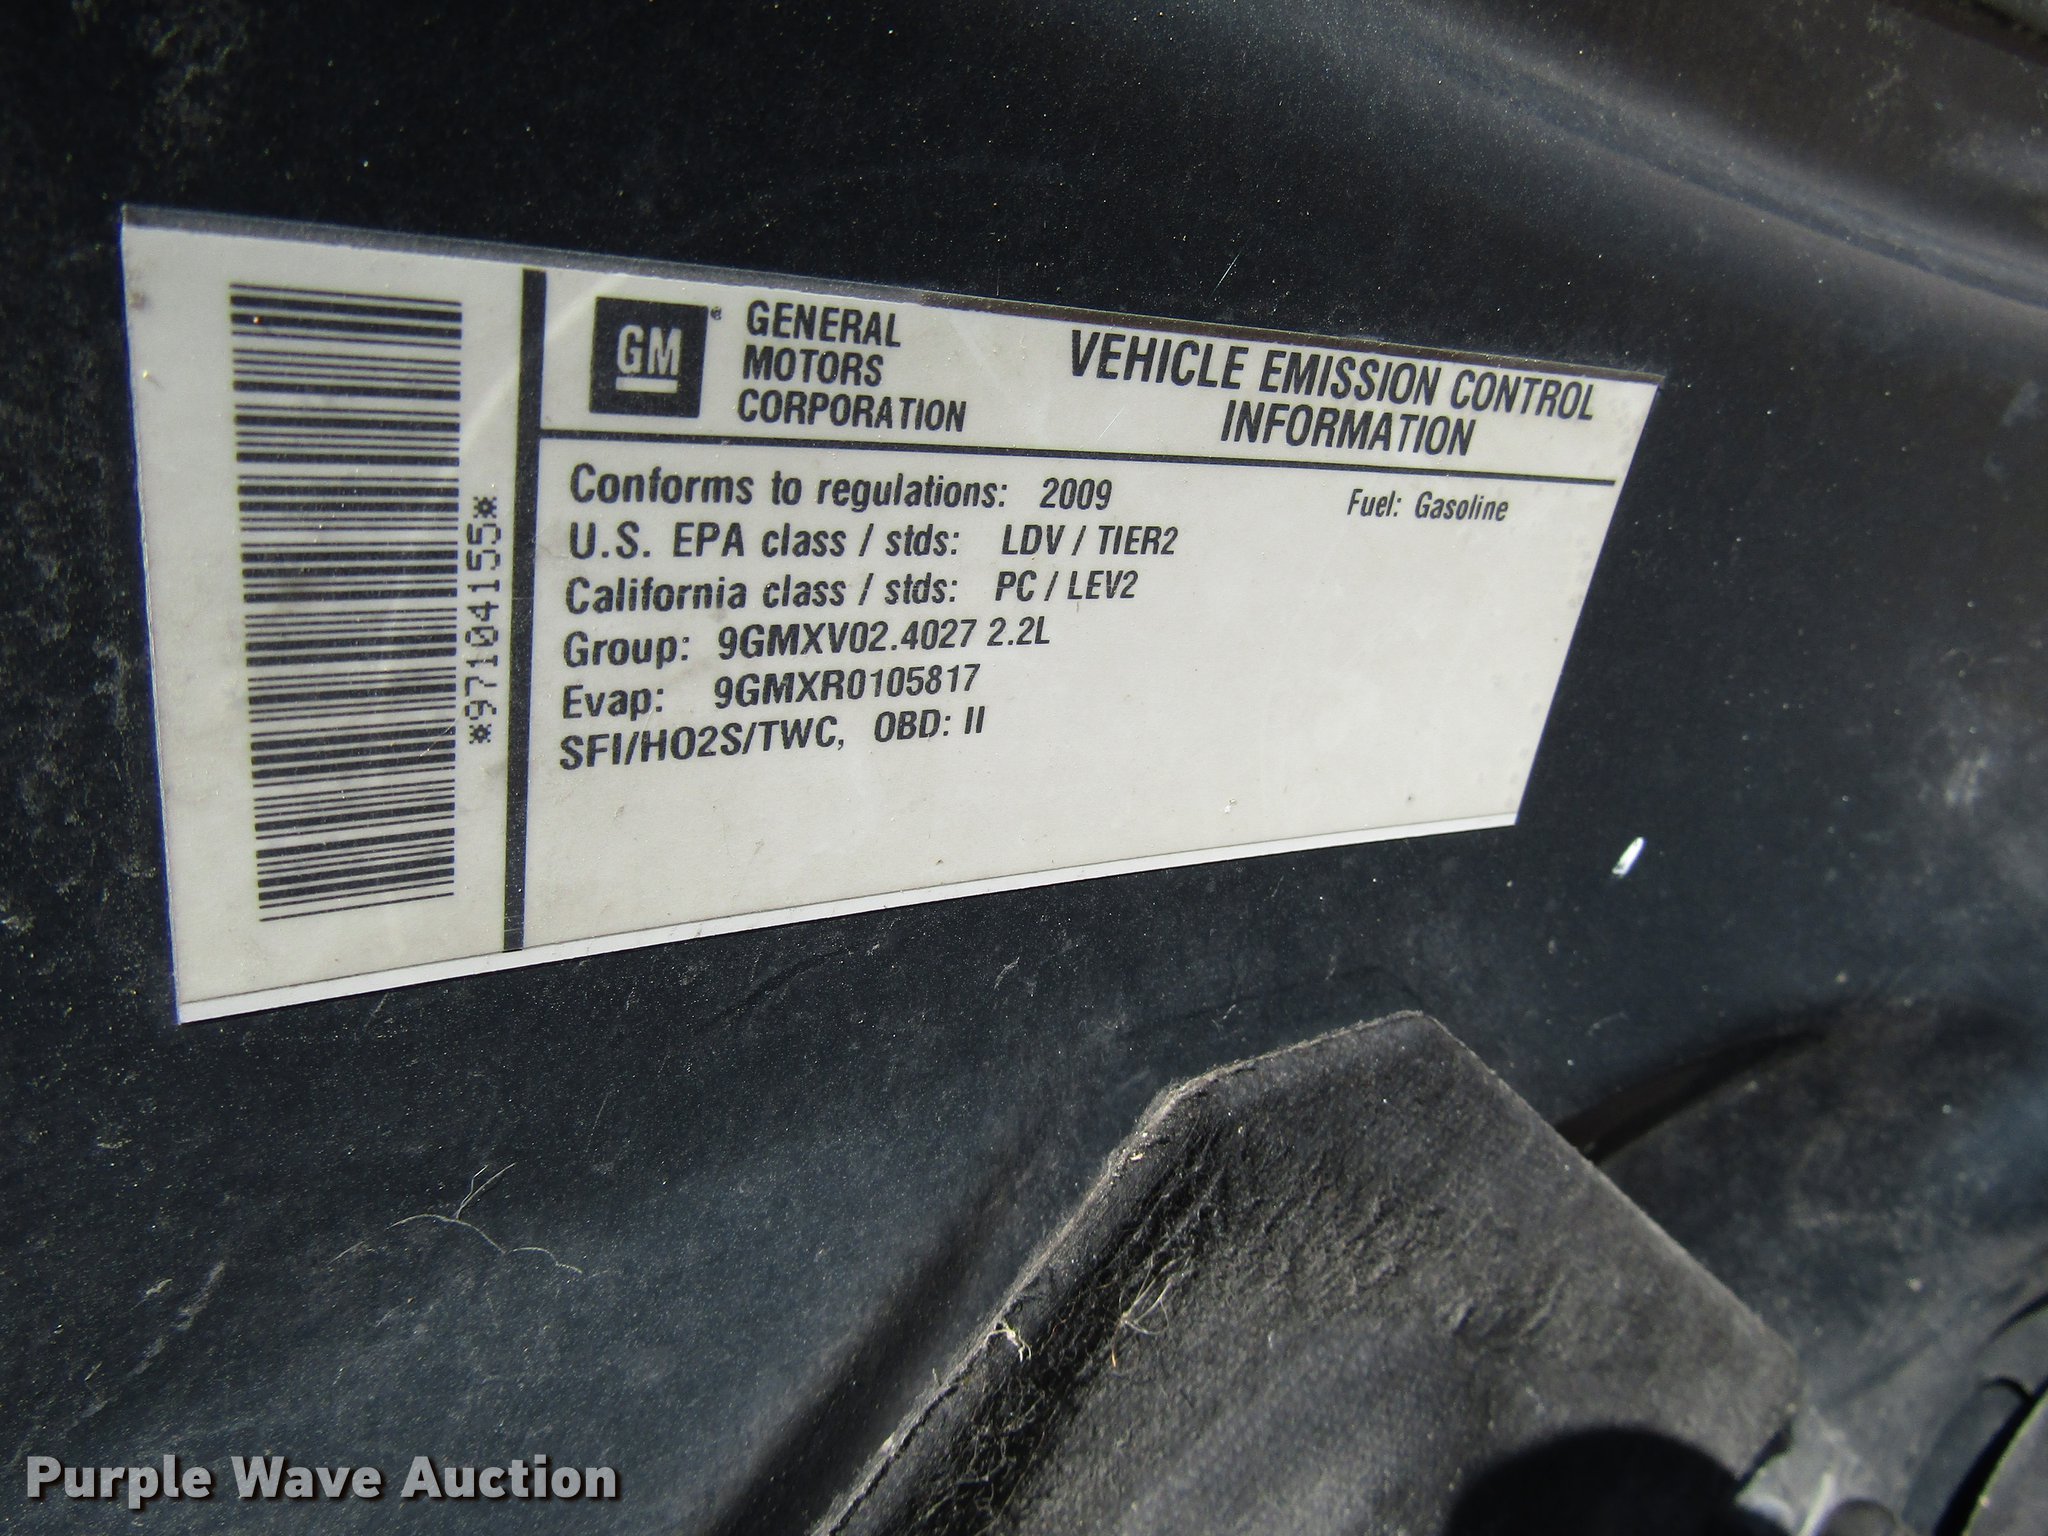 *97104155*
GM
GENERAL
MOTORS
CORPORATION
VEHICLE EMISSION CONTROL
INFORMATION
Conforms to regulations: 2009 Fuel: Gasoline
U.S. EPA class / stds: LDV / TIER2
California class / stds: PC / LEV2
Group: 9GMXV02.4027 2.2L
Evap: 9GMXR0105817
SFI/HO2S/TWC, OBD: II
Purple Wave Auction